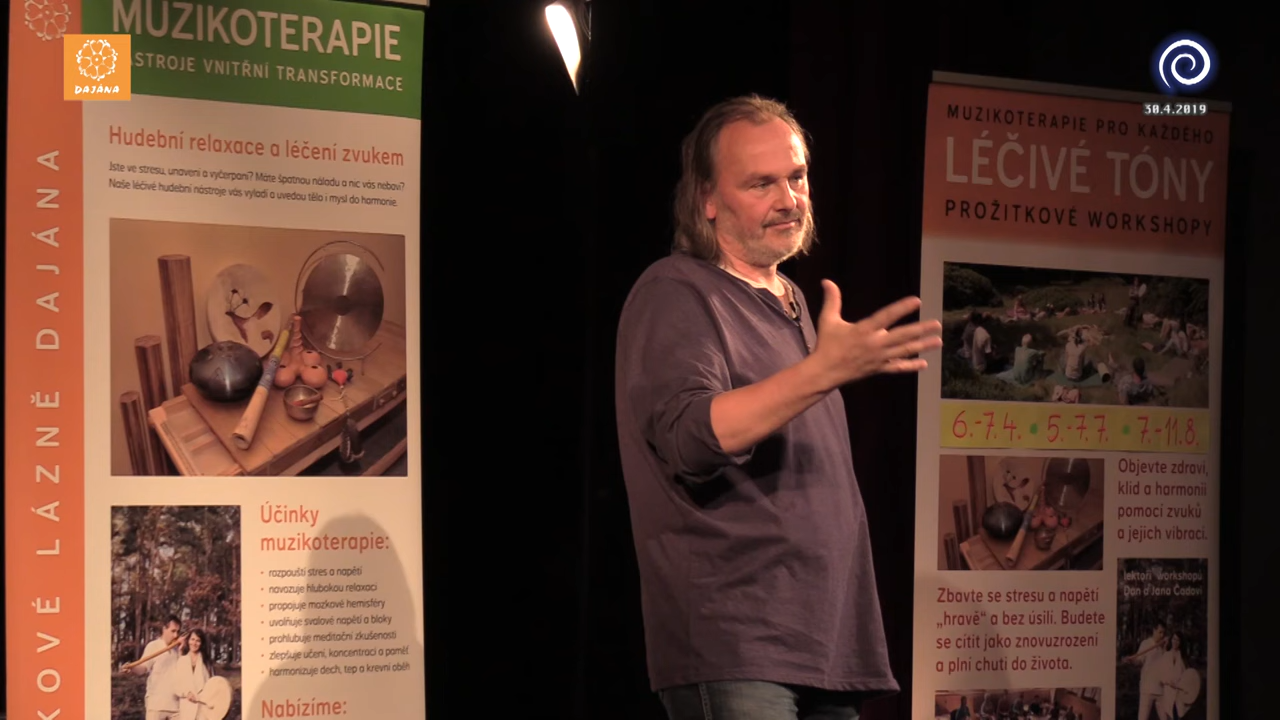 MUZIKOTERAPIE
STROJE VNITŘNÍ TRANSFORMACE
DAJÁNA
Hudební relaxace a léčení zvukem
Jste ve stresu, unaveni a vyčerpaní? Máte špatnou náladu a nic vás nebaví?
Naše léčivé hudební nástroje vás vyladí a uvedou tělo i mysl do harmonie.
KOVÉ LÁZNĚ DAJÁNA
Účinky
muzikoterapie:
• rozpouští stres a napětí
• navozuje hlubokou relaxaci
• propojuje mozkové hemisféry
• uvolňuje svalové napětí a bloky
• prohlubuje meditační zkušenosti
• zlepšuje učení, koncentraci a paměť
• harmonizuje dech, tep a krevní oběh
Nabízíme:
30.4.2019
MUZIKOTERAPIE PRO KAŽDÉHO
LÉČIVÉ TÓNY
PROŽITKOVÉ WORKSHOPY
6.-7.4. • 5.-7.7. • 7.-11.8.
Objevte zdraví,
klid a harmonii
pomocí zvuků
a jejich vibrací.
lektoři workshopů
Dan a Jana Čadovi
Zbavte se stresu a napětí
„hravě" a bez úsilí. Budete
se cítit jako znovuzrození
a plní chuti do života.